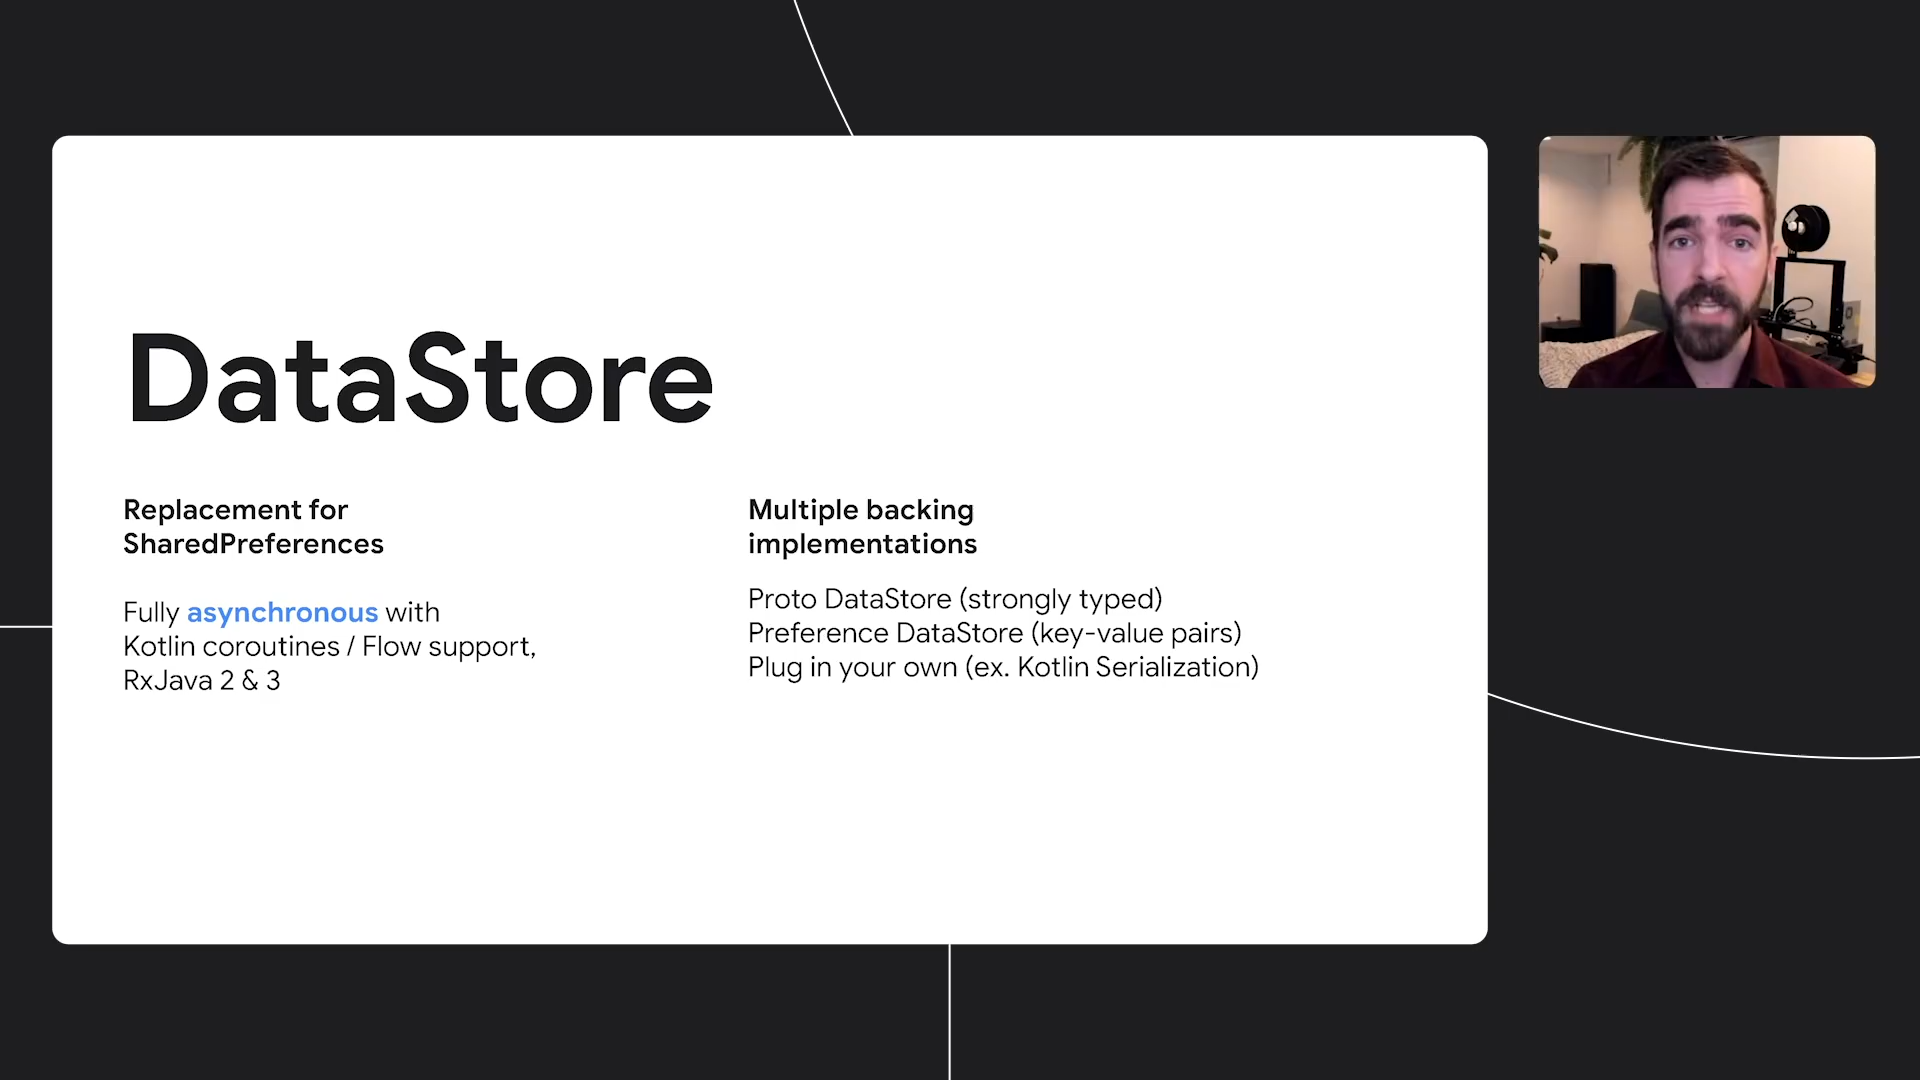 DataStore
Replacement for
SharedPreferences
Fully asynchronous with
Kotlin coroutines / Flow support,
RxJava 2 & 3
Multiple backing
implementations
Proto DataStore (strongly typed)
Preference DataStore (key-value pairs)
Plug in your own (ex. Kotlin Serialization)